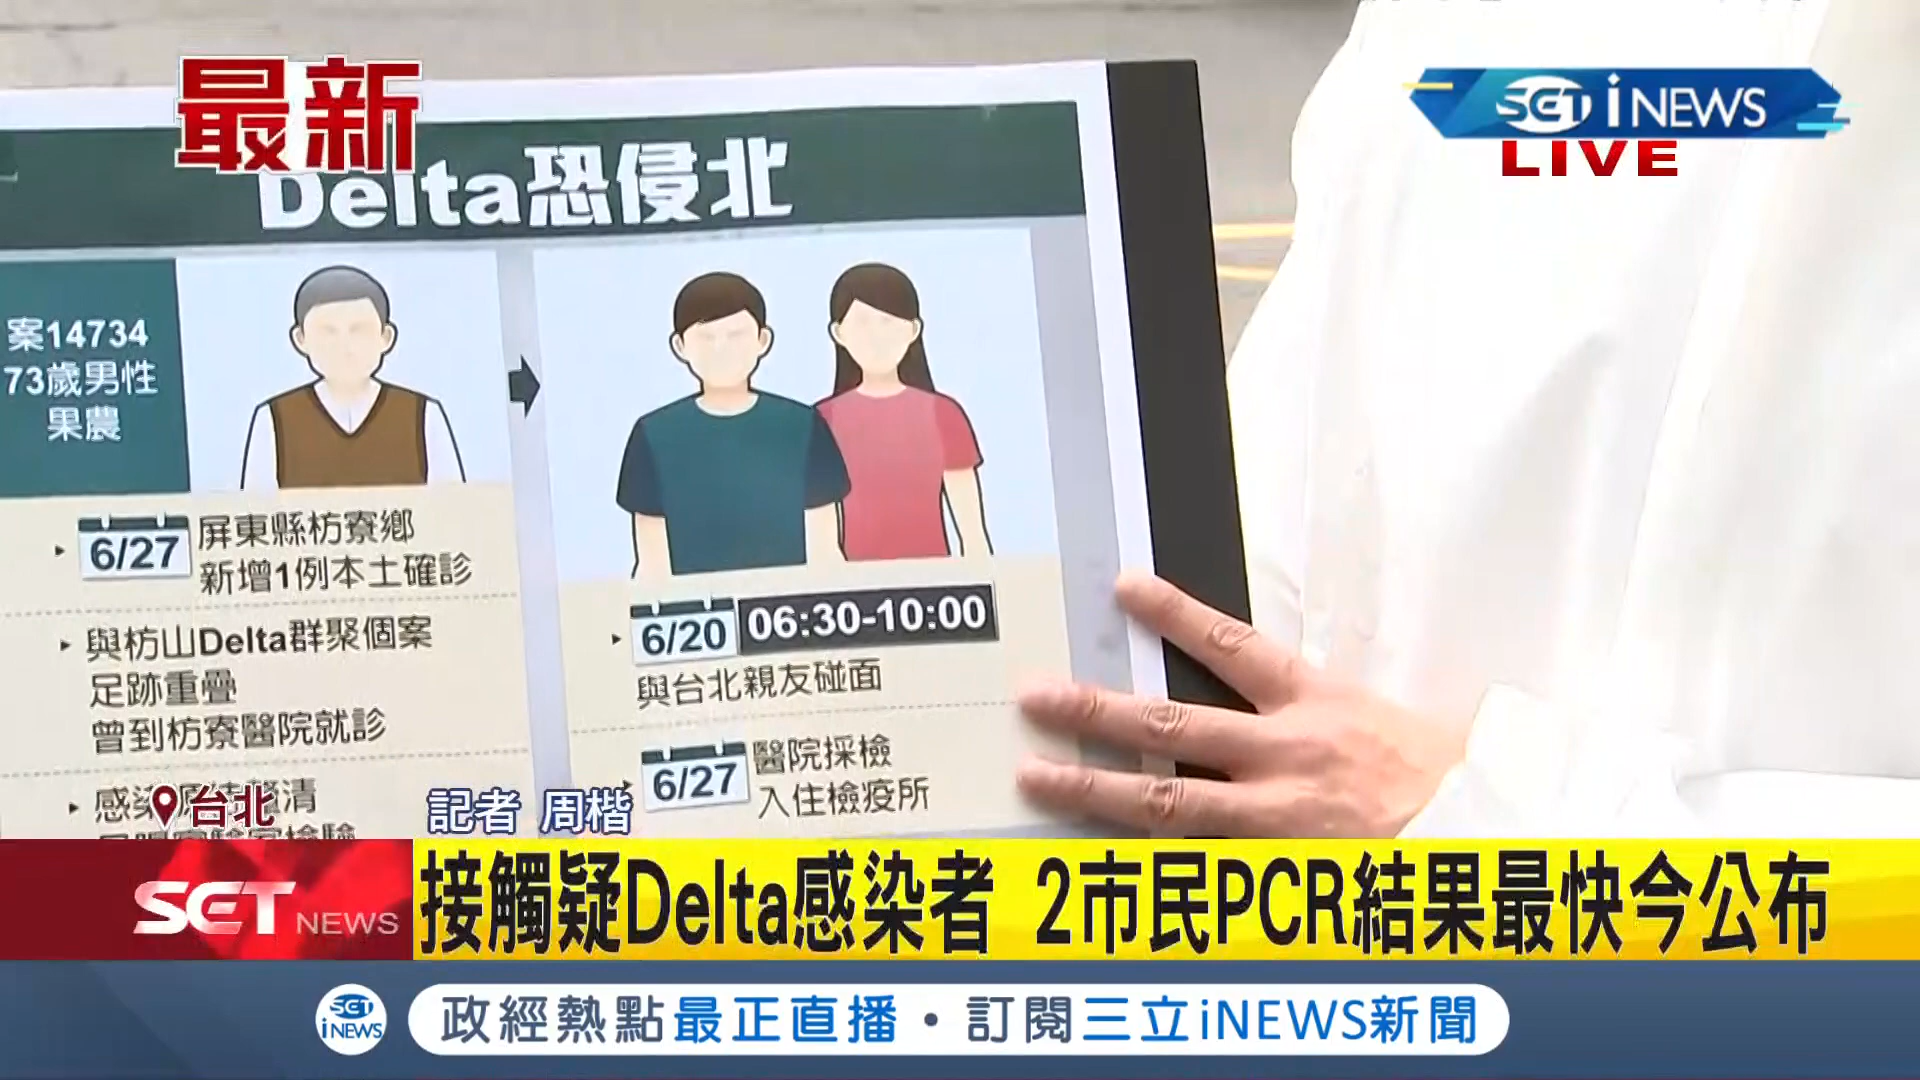 最新
SET iNEWS
LIVE
Delta恐侵北
案14734
73歲男性
果農
6/27 屏東縣枋寮鄉
新增1例本土確診
與枋山Delta群聚個案
足跡重疊
曾到枋寮醫院就診
感染
清
6/20 06:30-10:00
與台北親友碰面
6/27 醫院採檢
入住檢疫所
台北
記者 周楷
SET NEWS
接觸疑Delta感染者 2市民PCR結果最快今公布
SET iNEWS
政經熱點最正直播・訂閱三立iNEWS新聞